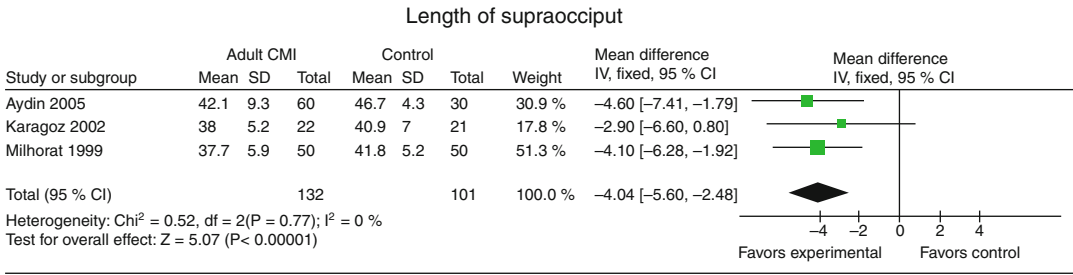 Length of supraocciput
Adult CMI Control Mean difference Mean difference
Study or subgroup Mean SD Total Mean SD Total Weight IV, fixed, 95 % CI IV, fixed, 95 % CI
Aydin 2005 42.1 9.3 60 46.7 4.3 30 30.9 % –4.60 [–7.41, –1.79]
Karagoz 2002 38 5.2 22 40.9 7 21 17.8 % –2.90 [–6.60, 0.80]
Milhorat 1999 37.7 5.9 50 41.8 5.2 50 51.3 % –4.10 [–6.28, –1.92]
Total (95 % CI) 132 101 100.0 % –4.04 [–5.60, –2.48]
Heterogeneity: Chi² = 0.52, df = 2(P = 0.77); I² = 0 %
Test for overall effect: Z = 5.07 (P< 0.00001)
–4 –2 0 2 4
Favors experimental Favors control